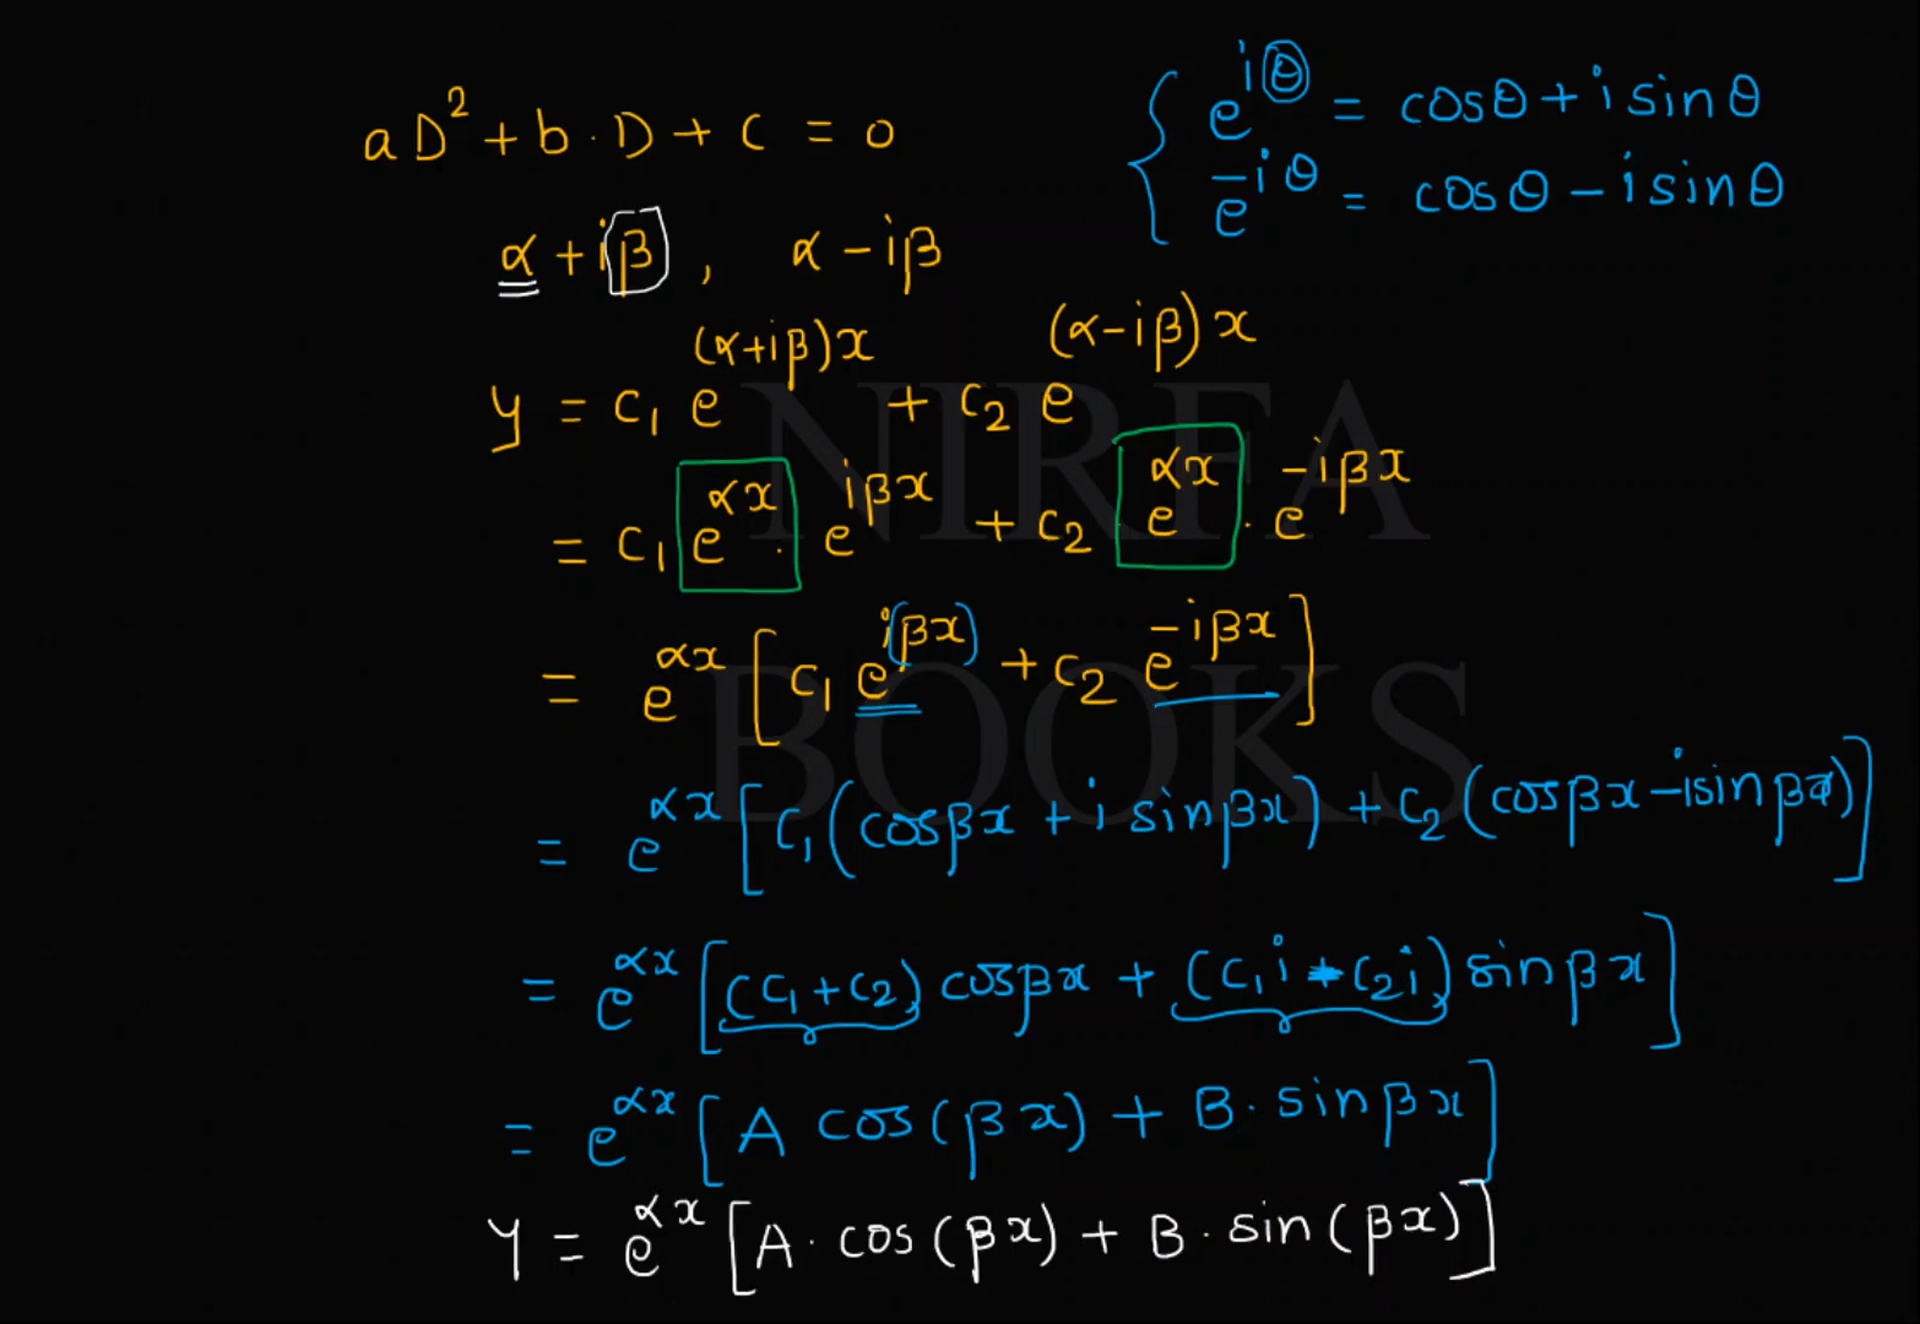 aD² + b·D + C = 0
α + iβ , α − iβ
{ e^{iθ} = cosθ + i sinθ
e^{−iθ} = cosθ − i sinθ
y = c₁ e^{(α+iβ)x} + c₂ e^{(α−iβ)x}
= c₁ e^{αx} · e^{iβx} + c₂ e^{αx} · e^{−iβx}
= e^{αx} [ c₁ e^{i(βx)} + c₂ e^{−iβx} ]
= e^{αx} [ c₁ (cosβx + i sinβx) + c₂ (cosβx − i sinβx) ]
= e^{αx} [ (c₁ + c₂) cosβx + (c₁i − c₂i) sinβx ]
= e^{αx} [ A cos(βx) + B · sinβx ]
Y = e^{αx} [ A · cos(βx) + B · sin(βx) ]
NIRFA
BOOKS